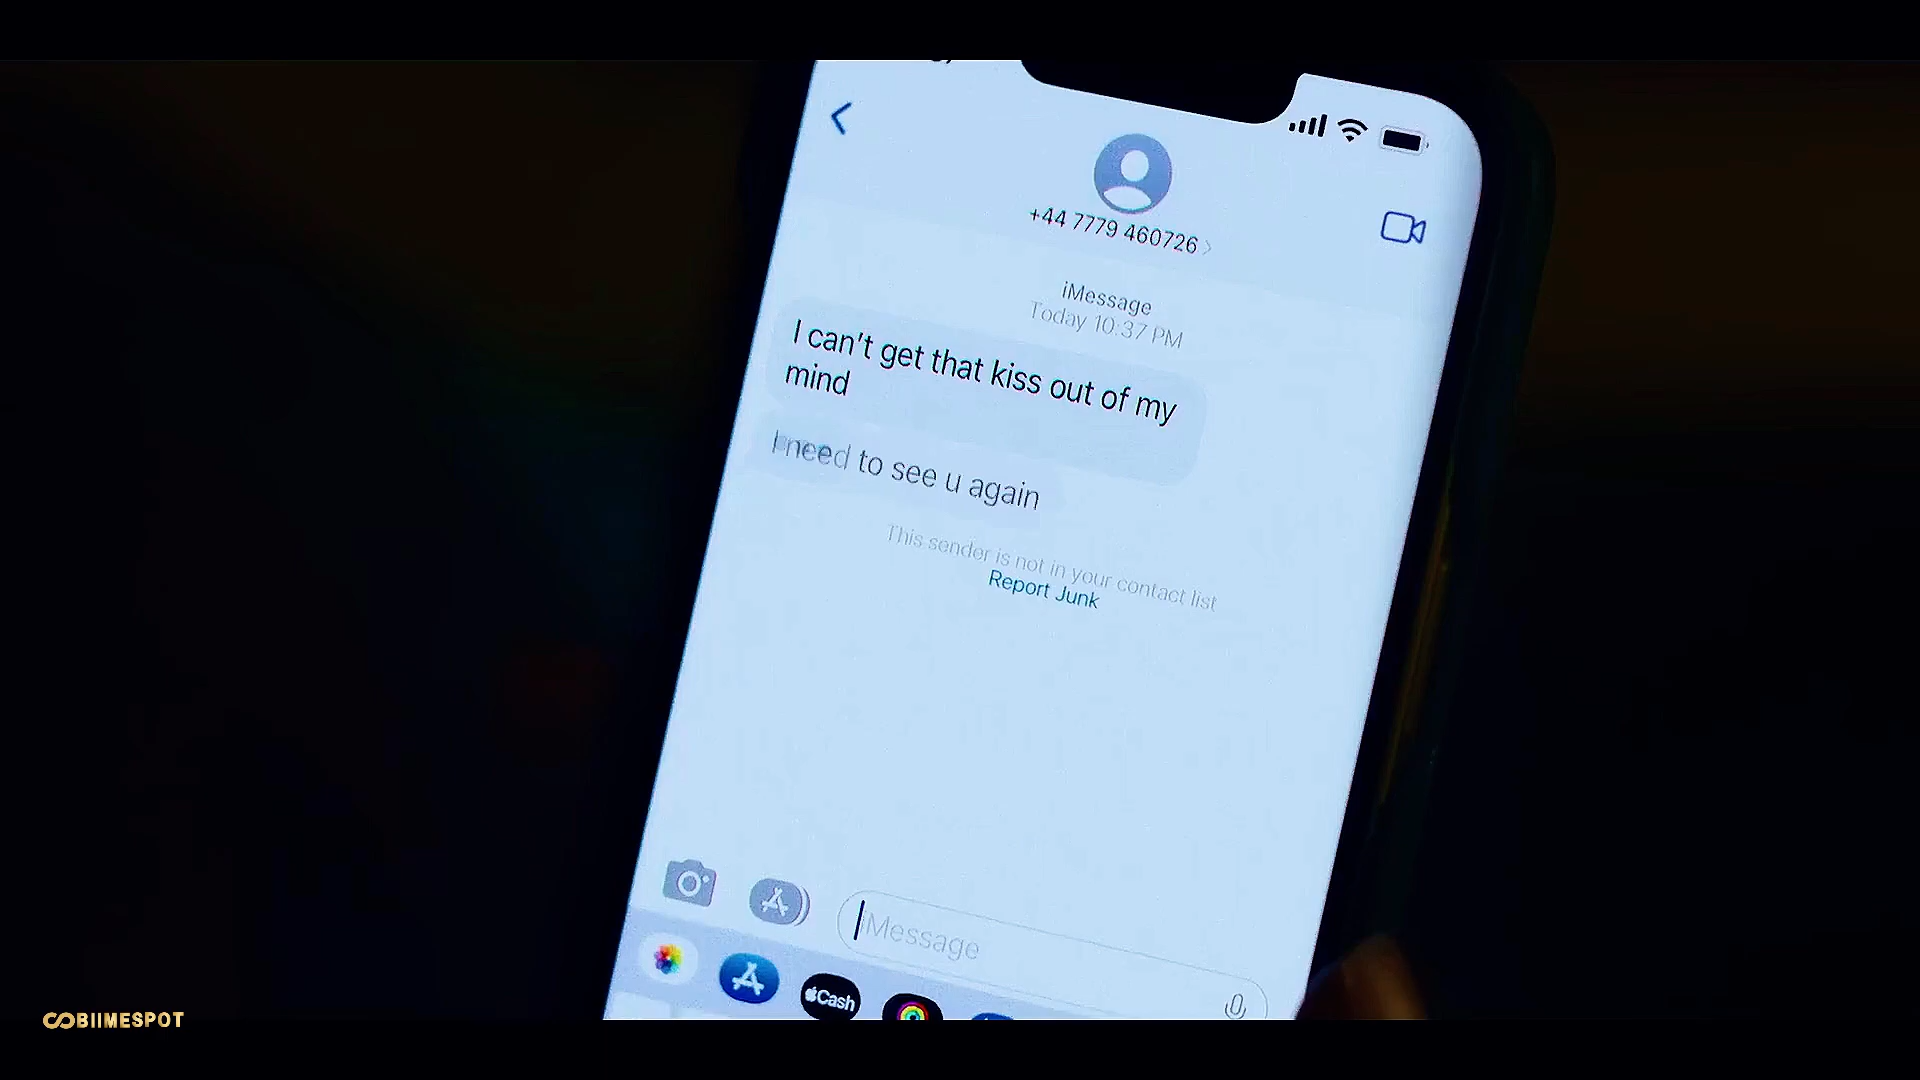 +44 7779 460726
iMessage
Today 10:37 PM
I can't get that kiss out of my
mind
I need to see u again
This sender is not in your contact list
Report Junk
iMessage
Cash
BIIMESPOT